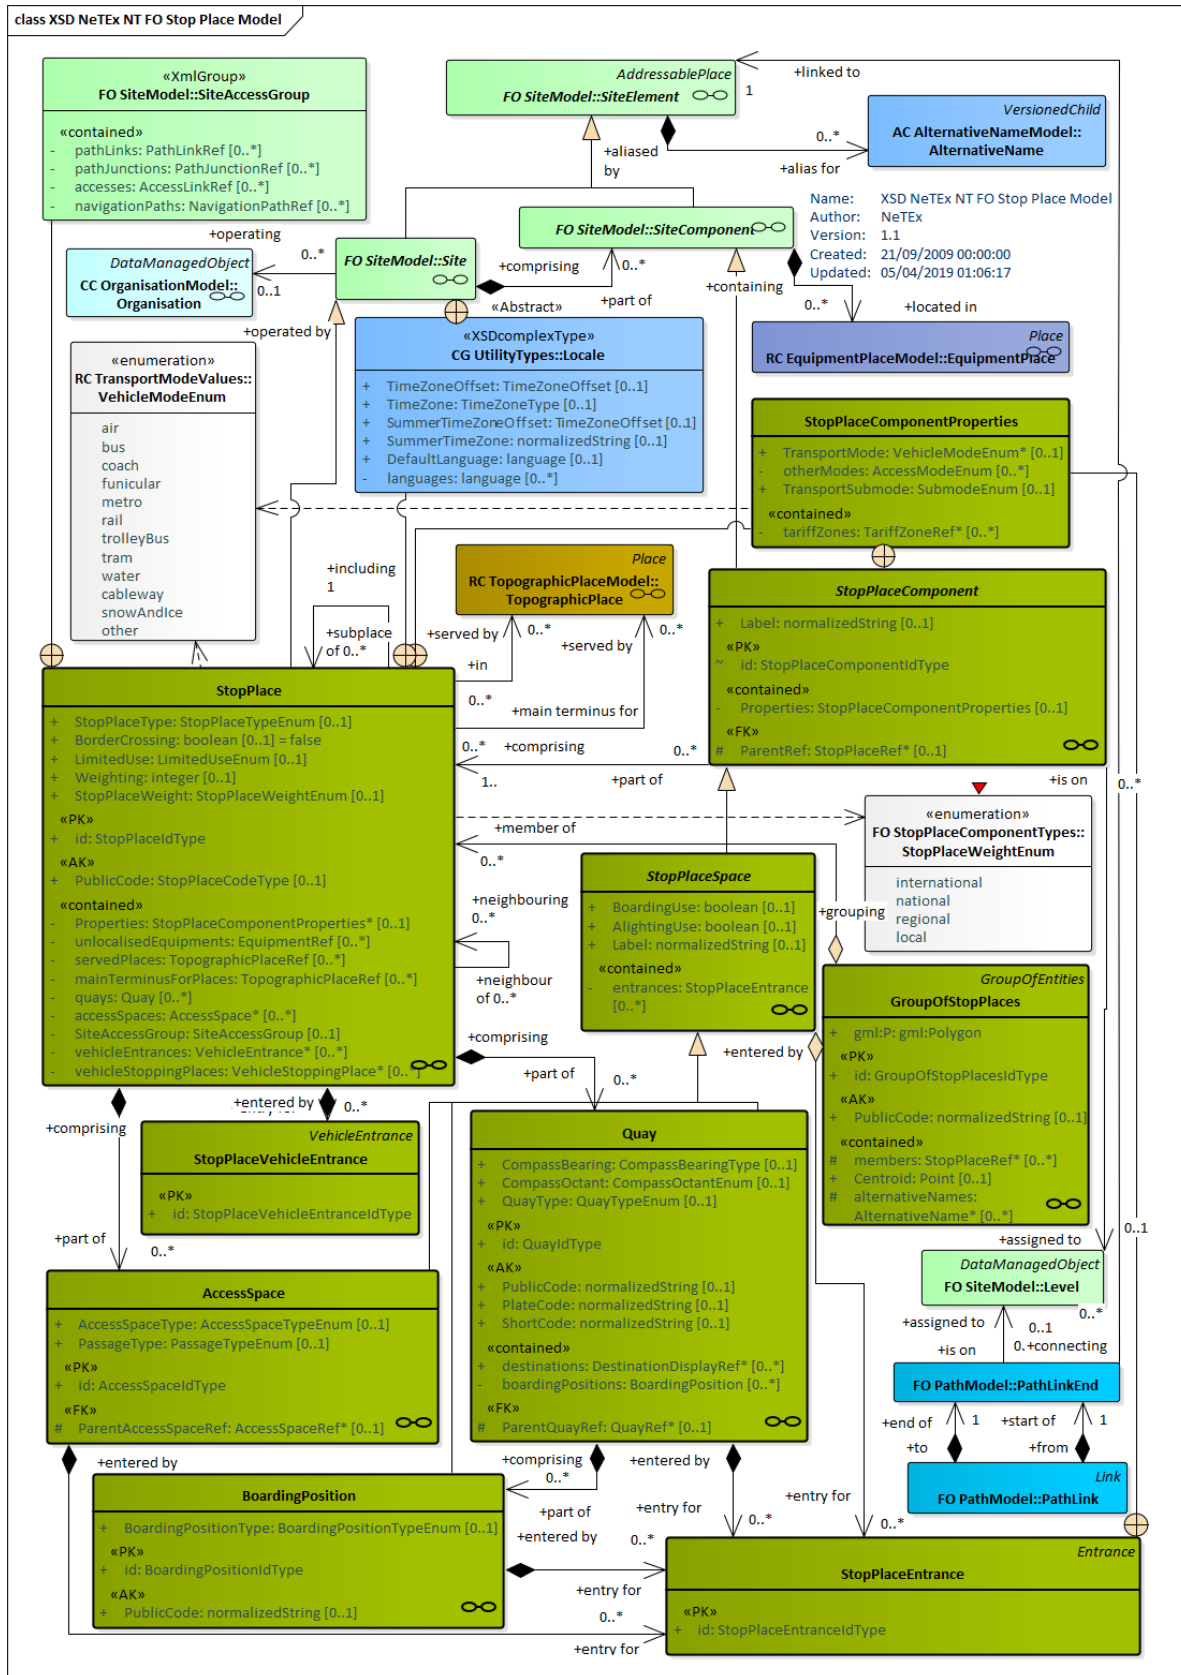 class XSD NeTEx NT FO Stop Place Model
«XmlGroup»
FO SiteModel::SiteAccessGroup
«contained»
- pathLinks: PathLinkRef [0..*]
- pathJunctions: PathJunctionRef [0..*]
- accesses: AccessLinkRef [0..*]
- navigationPaths: NavigationPathRef [0..*]
AddressablePlace
FO SiteModel::SiteElement
+linked to
1
VersionedChild
AC AlternativeNameModel::
AlternativeName
0..*
+alias for
+aliased
by
Name: XSD NeTEx NT FO Stop Place Model
Author: NeTEx
Version: 1.1
Created: 21/09/2009 00:00:00
Updated: 05/04/2019 01:06:17
FO SiteModel::SiteComponent
+operating
0..*
FO SiteModel::Site
DataManagedObject
CC OrganisationModel::
Organisation
0..1
+operated by
+comprising
0..*
+part of
+containing
0..*
+located in
Place
RC EquipmentPlaceModel::EquipmentPlace
«Abstract»
«XSDcomplexType»
CG UtilityTypes::Locale
+ TimeZoneOffset: TimeZoneOffset [0..1]
+ TimeZone: TimeZoneType [0..1]
+ SummerTimeZoneOffset: TimeZoneOffset [0..1]
+ SummerTimeZone: normalizedString [0..1]
+ DefaultLanguage: language [0..1]
- languages: language [0..*]
«enumeration»
RC TransportModeValues::
VehicleModeEnum
air
bus
coach
funicular
metro
rail
trolleyBus
tram
water
cableway
snowAndIce
other
StopPlaceComponentProperties
+ TransportMode: VehicleModeEnum* [0..1]
- otherModes: AccessModeEnum [0..*]
+ TransportSubmode: SubmodeEnum [0..1]
«contained»
- tariffZones: TariffZoneRef* [0..*]
+including
1
+subplace
of 0..*
Place
RC TopographicPlaceModel::
TopographicPlace
+served by
0..*
+served by
0..*
+in
0..*
+main terminus for
0..*
StopPlaceComponent
+ Label: normalizedString [0..1]
«PK»
~ id: StopPlaceComponentIdType
«contained»
- Properties: StopPlaceComponentProperties [0..1]
«FK»
# ParentRef: StopPlaceRef* [0..1]
+comprising
0..*
1..
+part of
+is on
0..*
StopPlace
+ StopPlaceType: StopPlaceTypeEnum [0..1]
+ BorderCrossing: boolean [0..1] = false
+ LimitedUse: LimitedUseEnum [0..1]
+ Weighting: integer [0..1]
+ StopPlaceWeight: StopPlaceWeightEnum [0..1]
«PK»
+ id: StopPlaceIdType
«AK»
+ PublicCode: StopPlaceCodeType [0..1]
«contained»
- Properties: StopPlaceComponentProperties* [0..1]
- unlocalisedEquipments: EquipmentRef [0..*]
- servedPlaces: TopographicPlaceRef [0..*]
- mainTerminusForPlaces: TopographicPlaceRef [0..*]
- quays: Quay [0..*]
- accessSpaces: AccessSpace* [0..*]
- SiteAccessGroup: SiteAccessGroup [0..1]
- vehicleEntrances: VehicleEntrance* [0..*]
- vehicleStoppingPlaces: VehicleStoppingPlace* [0..*]
+member of
0..*
+neighbouring
0..*
+neighbour
of 0..*
«enumeration»
FO StopPlaceComponentTypes::
StopPlaceWeightEnum
international
national
regional
local
StopPlaceSpace
+ BoardingUse: boolean [0..1]
+ AlightingUse: boolean [0..1]
+ Label: normalizedString [0..1]
«contained»
- entrances: StopPlaceEntrance
[0..*]
+grouping
GroupOfEntities
GroupOfStopPlaces
+ gml:P: gml:Polygon
«PK»
+ id: GroupOfStopPlacesIdType
«AK»
+ PublicCode: normalizedString [0..1]
«contained»
# members: StopPlaceRef* [0..*]
+ Centroid: Point [0..1]
# alternativeNames:
AlternativeName* [0..*]
+comprising
+part of
0..*
+entered by
+entered by
0..*
+comprising
VehicleEntrance
StopPlaceVehicleEntrance
«PK»
+ id: StopPlaceVehicleEntranceIdType
+part of
0..*
Quay
+ CompassBearing: CompassBearingType [0..1]
+ CompassOctant: CompassOctantEnum [0..1]
+ QuayType: QuayTypeEnum [0..1]
«PK»
+ id: QuayIdType
«AK»
+ PublicCode: normalizedString [0..1]
+ PlateCode: normalizedString [0..1]
+ ShortCode: normalizedString [0..1]
«contained»
+ destinations: DestinationDisplayRef* [0..*]
- boardingPositions: BoardingPosition [0..*]
«FK»
# ParentQuayRef: QuayRef* [0..1]
AccessSpace
+ AccessSpaceType: AccessSpaceTypeEnum [0..1]
+ PassageType: PassageTypeEnum [0..1]
«PK»
+ id: AccessSpaceIdType
«FK»
# ParentAccessSpaceRef: AccessSpaceRef* [0..1]
0..1
+assigned to
DataManagedObject
FO SiteModel::Level
0..*
+assigned to
0..1
+is on
0.
+connecting
FO PathModel::PathLinkEnd
+end of
1
+start of
1
+to
+from
Link
FO PathModel::PathLink
+entered by
+comprising
0..*
+part of
+entered by
+entered by
+entry for
0..*
+entry for
0..*
BoardingPosition
+ BoardingPositionType: BoardingPositionTypeEnum [0..1]
«PK»
+ id: BoardingPositionIdType
«AK»
+ PublicCode: normalizedString [0..1]
0..*
+entry for
0..*
+entry for
Entrance
StopPlaceEntrance
«PK»
+ id: StopPlaceEntranceIdType